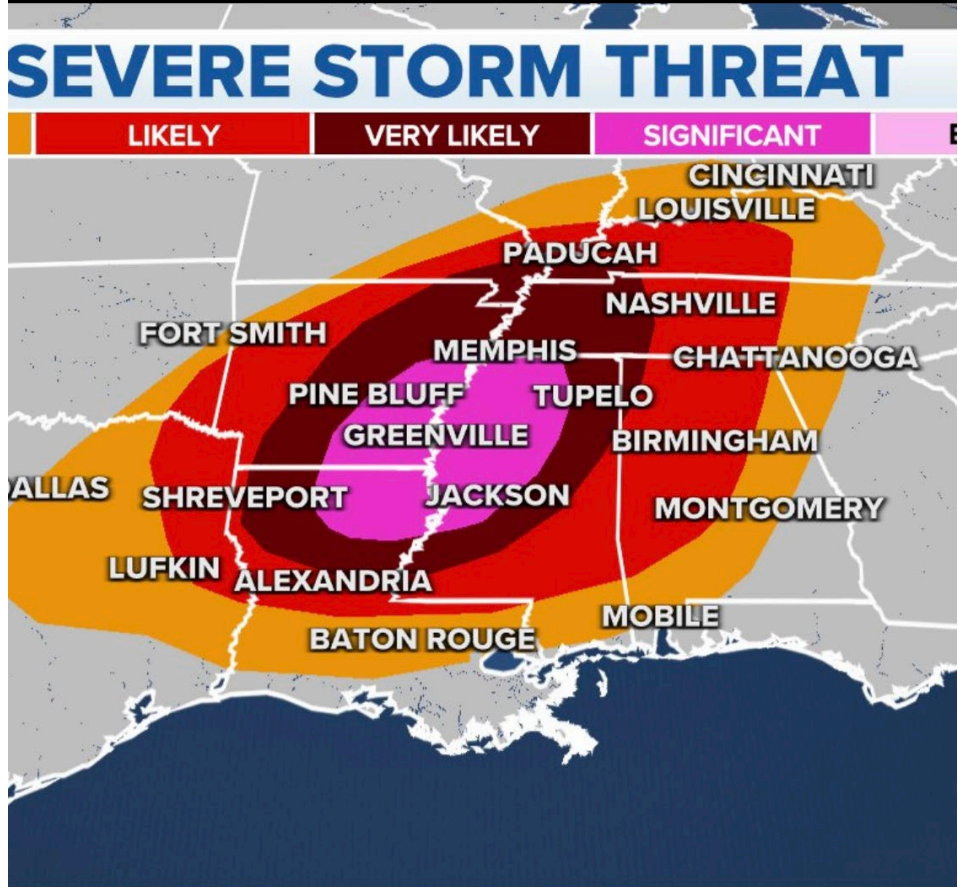 SEVERE STORM THREAT
LIKELY VERY LIKELY SIGNIFICANT
CINCINNATI
LOUISVILLE
PADUCAH
NASHVILLE
FORT SMITH
MEMPHIS
CHATTANOOGA
PINE BLUFF
TUPELO
GREENVILLE
BIRMINGHAM
ALLAS
SHREVEPORT
JACKSON
MONTGOMERY
LUFKIN
ALEXANDRIA
MOBILE
BATON ROUGE